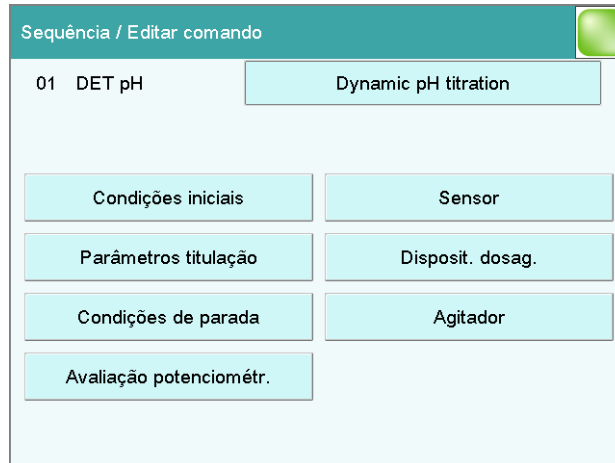 Sequência / Editar comando
01 DET pH Dynamic pH titration
Condições iniciais Sensor
Parâmetros titulação Disposit. dosag.
Condições de parada Agitador
Avaliação potenciométr.